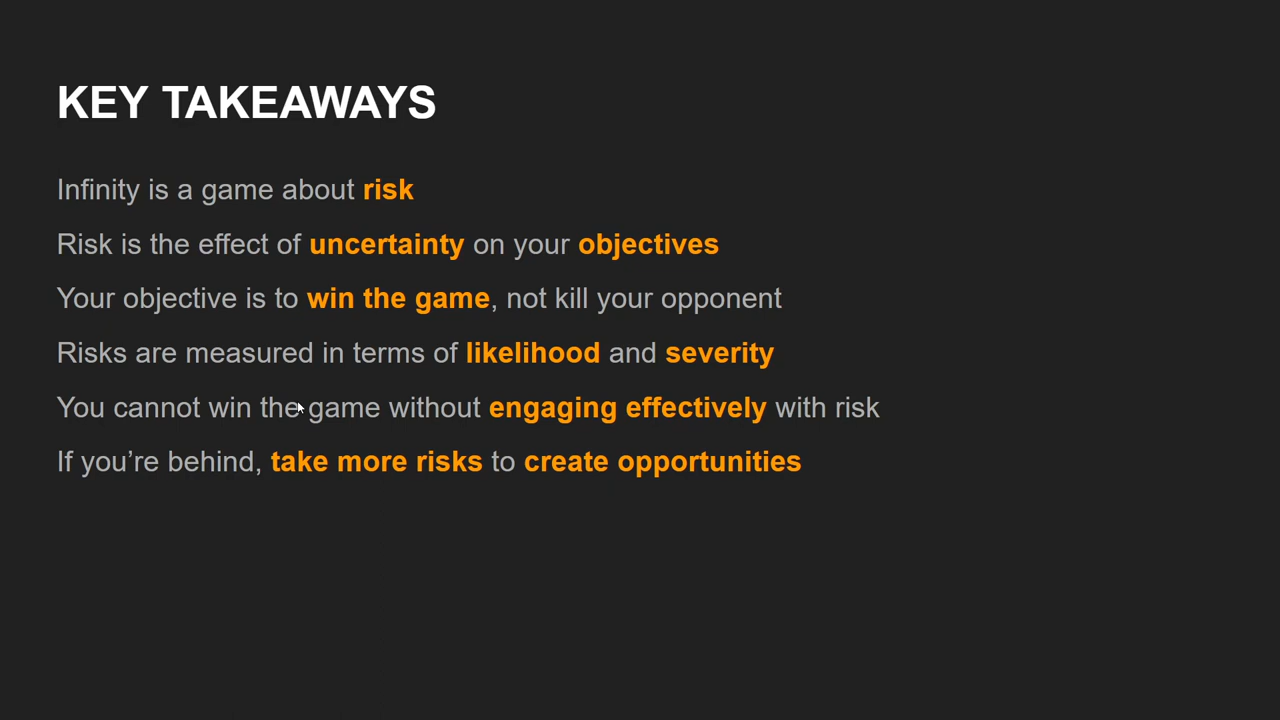 KEY TAKEAWAYS
Infinity is a game about risk
Risk is the effect of uncertainty on your objectives
Your objective is to win the game, not kill your opponent
Risks are measured in terms of likelihood and severity
You cannot win the game without engaging effectively with risk
If you’re behind, take more risks to create opportunities